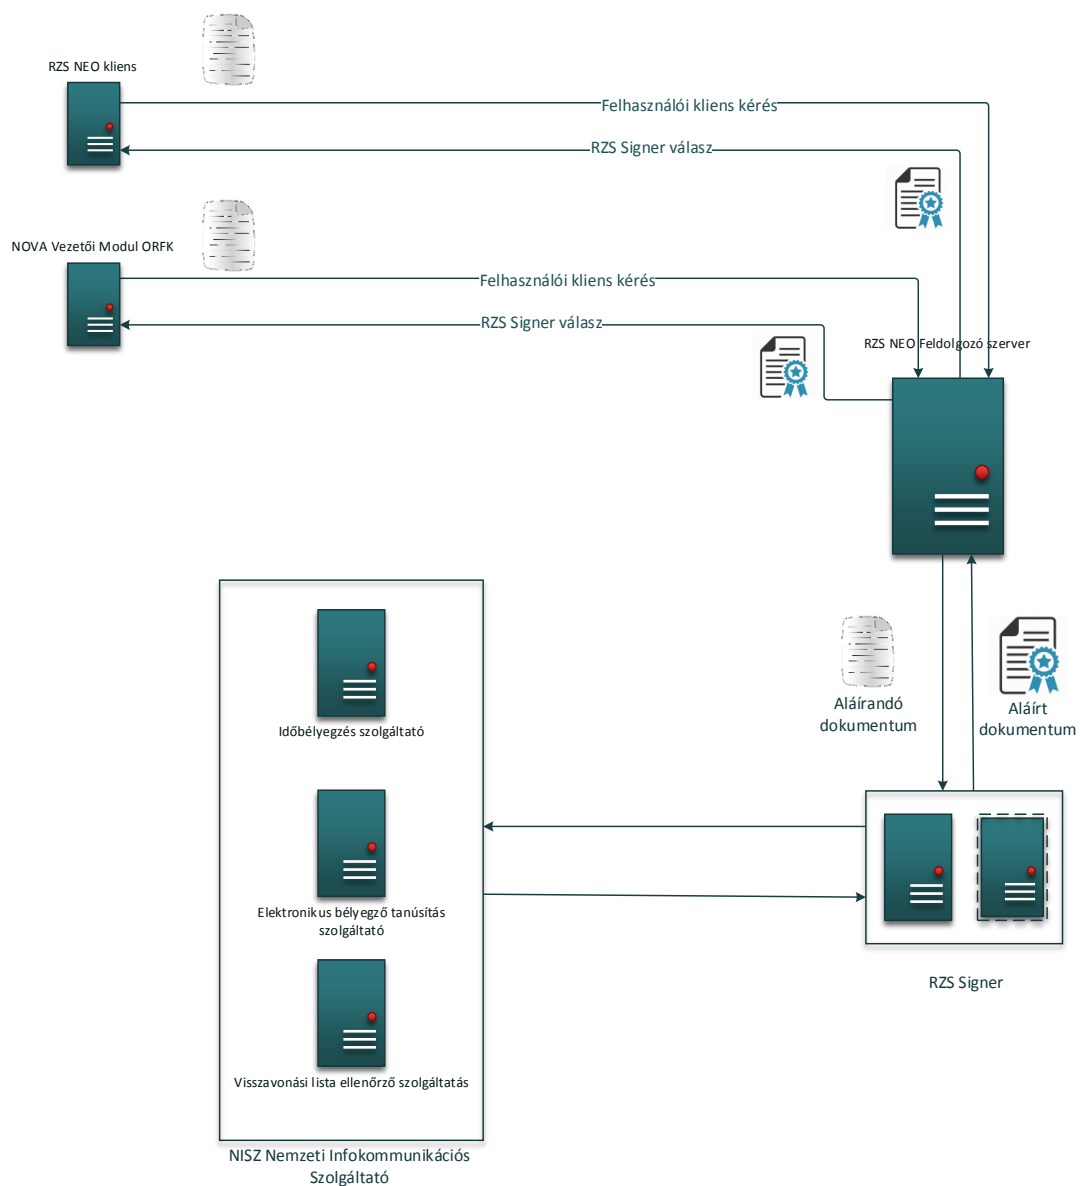 RZS NEO kliens
Felhasználói kliens kérés
RZS Signer válasz
NOVA Vezetői Modul ORFK
Felhasználói kliens kérés
RZS Signer válasz
RZS NEO Feldolgozó szerver
Aláírandó
dokumentum
Aláírt
dokumentum
Időbélyegzés szolgáltató
Elektronikus bélyegző tanúsítás
szolgáltató
RZS Signer
Visszavonási lista ellenőrző szolgáltatás
NISZ Nemzeti Infokommunikációs
Szolgáltató